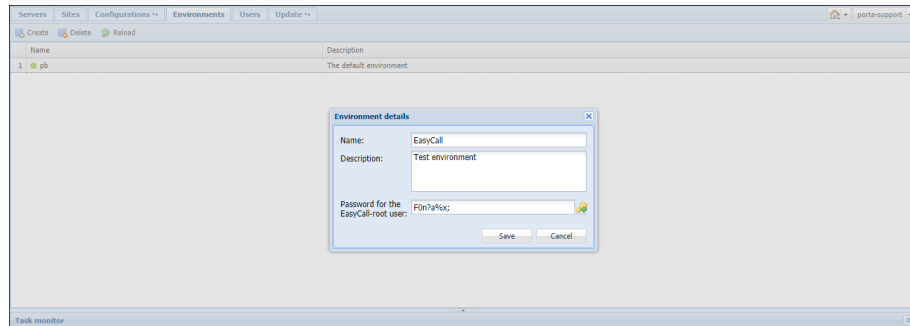 Servers Sites Configurations Environments Users Update porta-support
Create Delete Reload
Name Description
1 pb The default environment
Environment details
Name: EasyCall
Description: Test environment
Password for the
EasyCall-root user: F0n?a%x;
Save Cancel
Task monitor